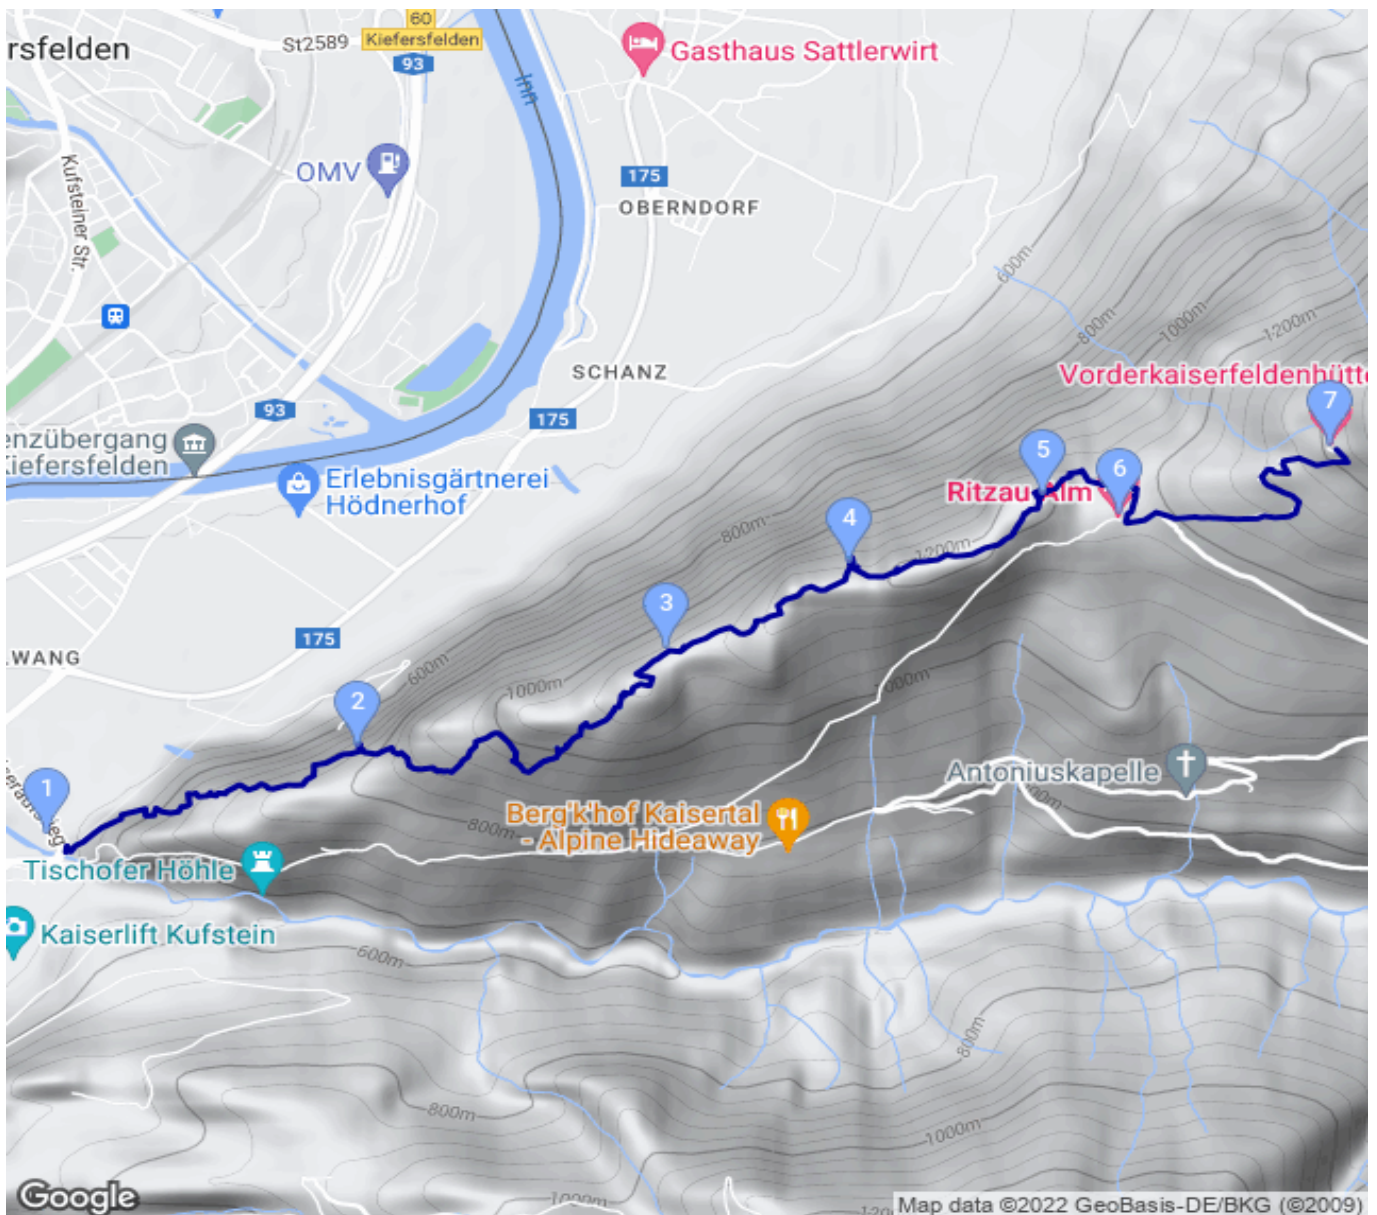 60
Kiefersfelden
rsfelden
St2589
93
Inn
Gasthaus Sattlerwirt
Kufsteiner Str.
OMV
175
OBERNDORF
600m
800m
1000m
1200m
SCHANZ
Vorderkaiserfeldenhütte
93
175
7
enzübergang
Kiefersfelden
Erlebnisgärtnerei
Hödnerhof
5
6
Ritzau Alm
4
800m
1200m
3
175
LWANG
600m
1000m
2
000m
1
Antoniuskapelle
Berg'k'hof Kaisertal
- Alpine Hideaway
800m
Tischofer Höhle
Kaiserlift Kufstein
600m
800m
800m
1000m
1000m
Google
Map data ©2022 GeoBasis-DE/BKG (©2009)